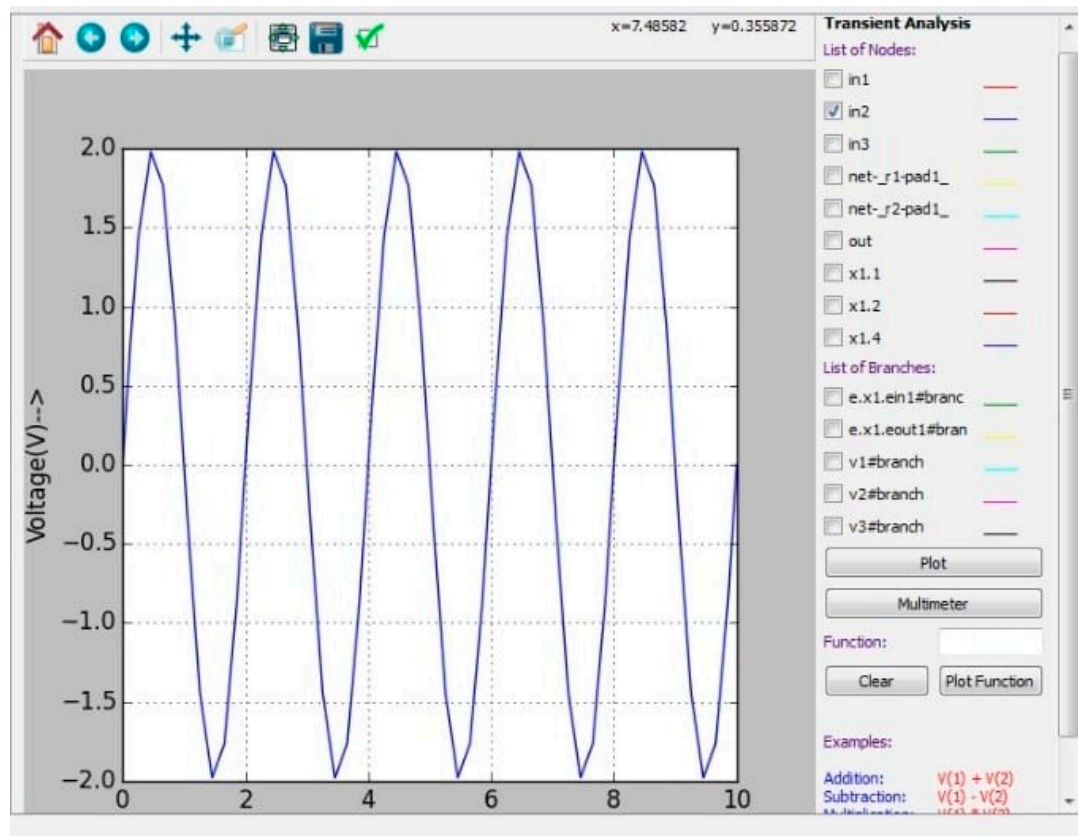 x=7.48582 y=0.355872
2.0
1.5
1.0
0.5
0.0
−0.5
−1.0
−1.5
−2.0
Voltage(V)-->
0 2 4 6 8 10
Transient Analysis
List of Nodes:
in1
in2
in3
net-_r1-pad1_
net-_r2-pad1_
out
x1.1
x1.2
x1.4
List of Branches:
e.x1.ein1#branc
e.x1.eout1#bran
v1#branch
v2#branch
v3#branch
Plot
Multimeter
Function:
Clear Plot Function
Examples:
Addition: V(1) + V(2)
Subtraction: V(1) - V(2)